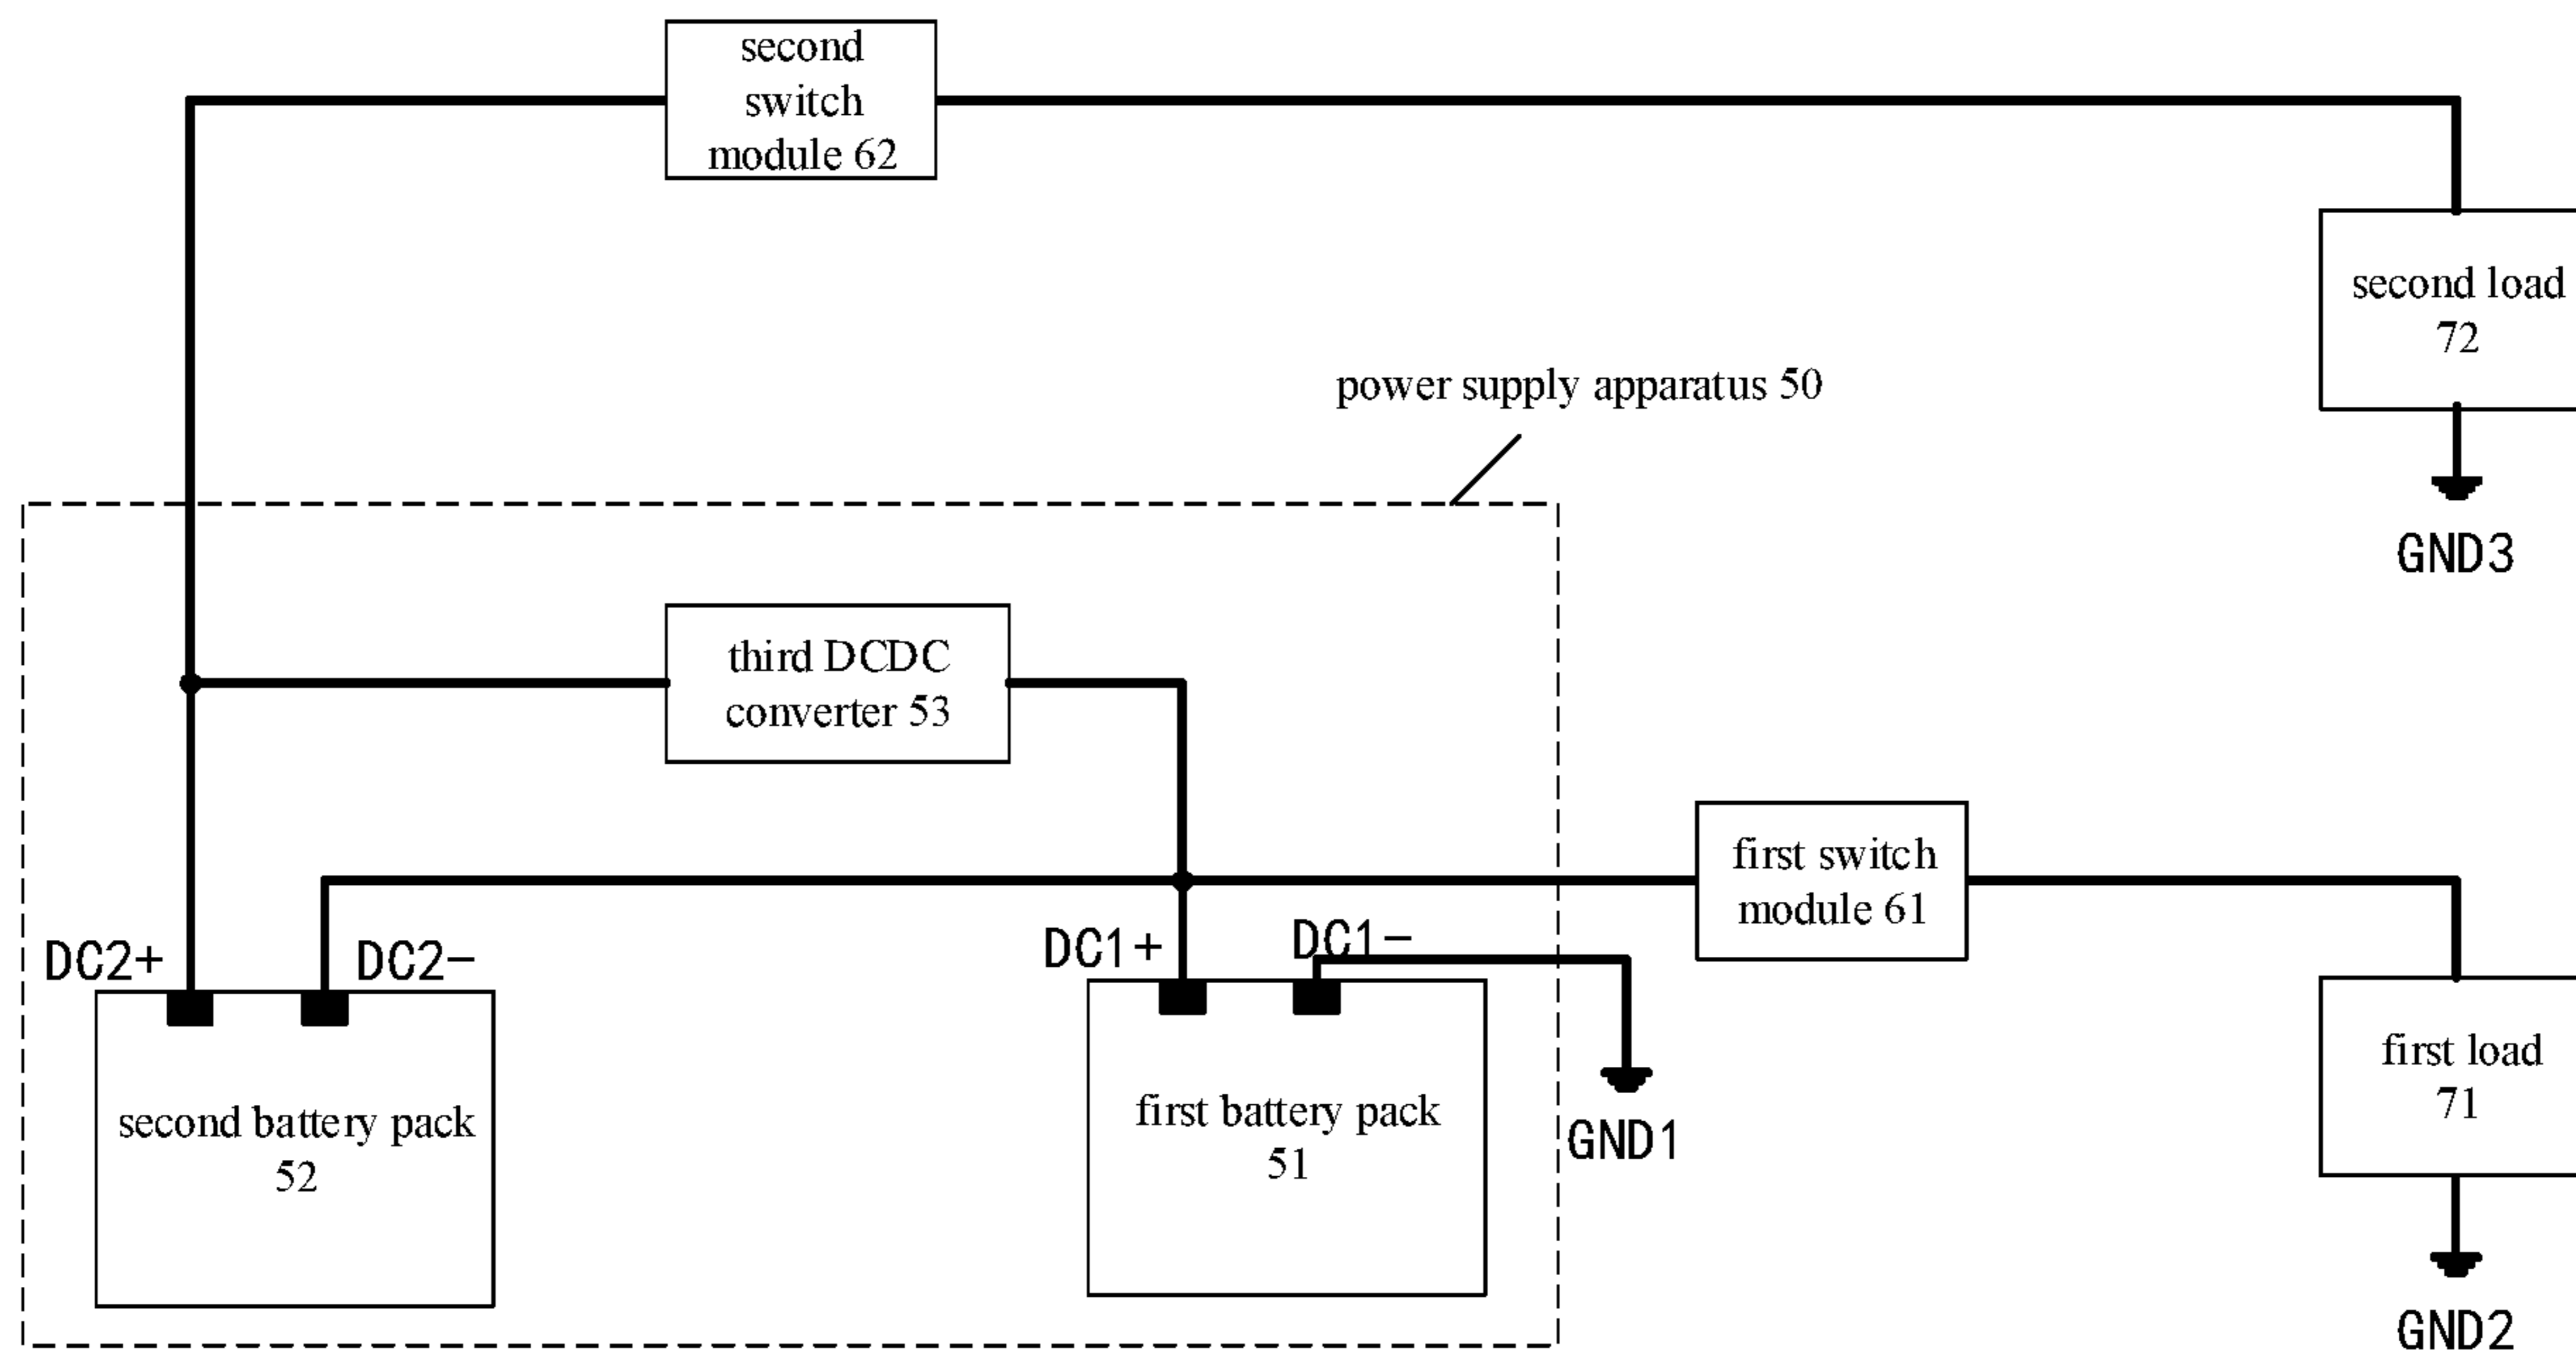 second
switch
module 62
second load
72
power supply apparatus 50
GND3
third DCDC
converter 53
first switch
module 61
DC2+
DC2-
DC1+
DC1-
first load
71
second battery pack
52
first battery pack
51
GND1
GND2